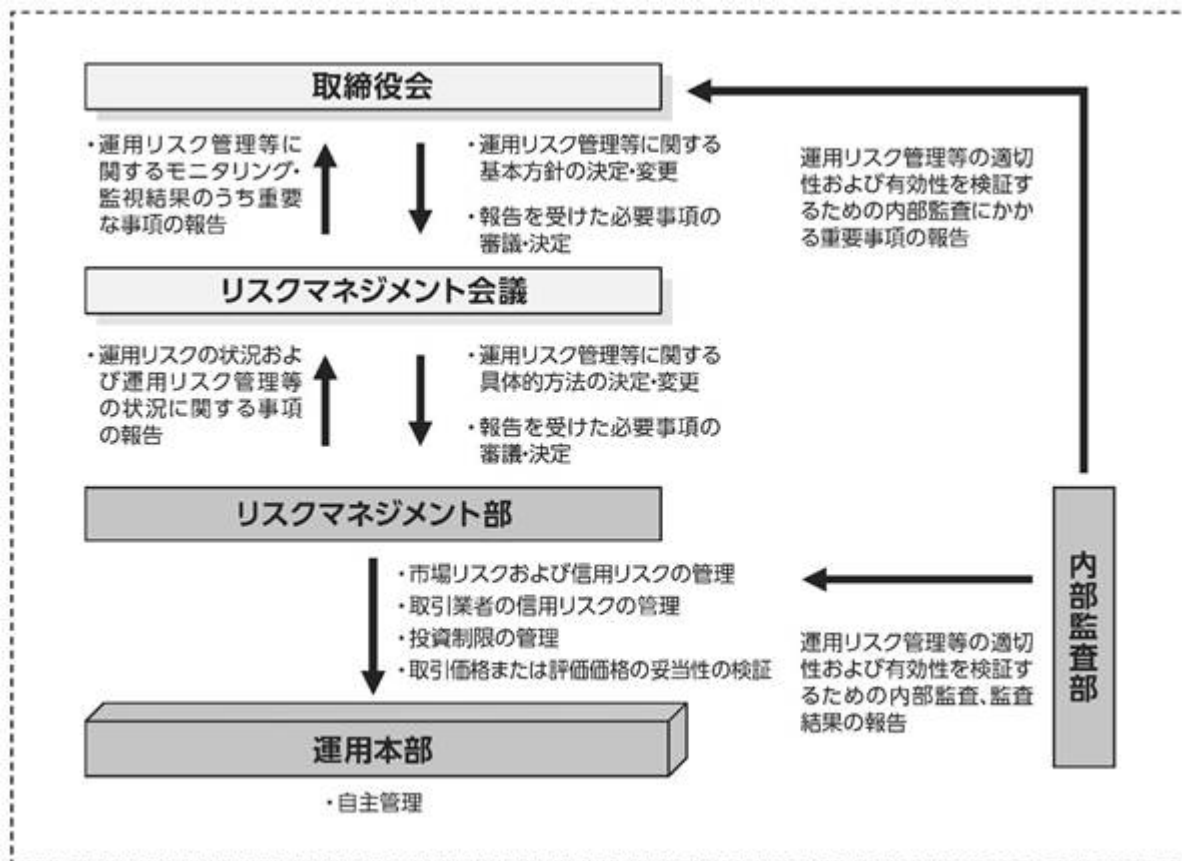 取締役会
・運用リスク管理等に
関するモニタリング・
監視結果のうち重要
な事項の報告
・運用リスク管理等に関する
基本方針の決定・変更
・報告を受けた必要事項の
審議・決定
運用リスク管理等の適切
性および有効性を検証す
るための内部監査にかか
る重要事項の報告
リスクマネジメント会議
・運用リスクの状況およ
び運用リスク管理等
の状況に関する事項
の報告
・運用リスク管理等に関する
具体的方法の決定・変更
・報告を受けた必要事項の
審議・決定
リスクマネジメント部
・市場リスクおよび信用リスクの管理
・取引業者の信用リスクの管理
・投資制限の管理
・取引価格または評価価格の妥当性の検証
運用リスク管理等の適切
性および有効性を検証す
るための内部監査、監査
結果の報告
内部監査部
運用本部
・自主管理